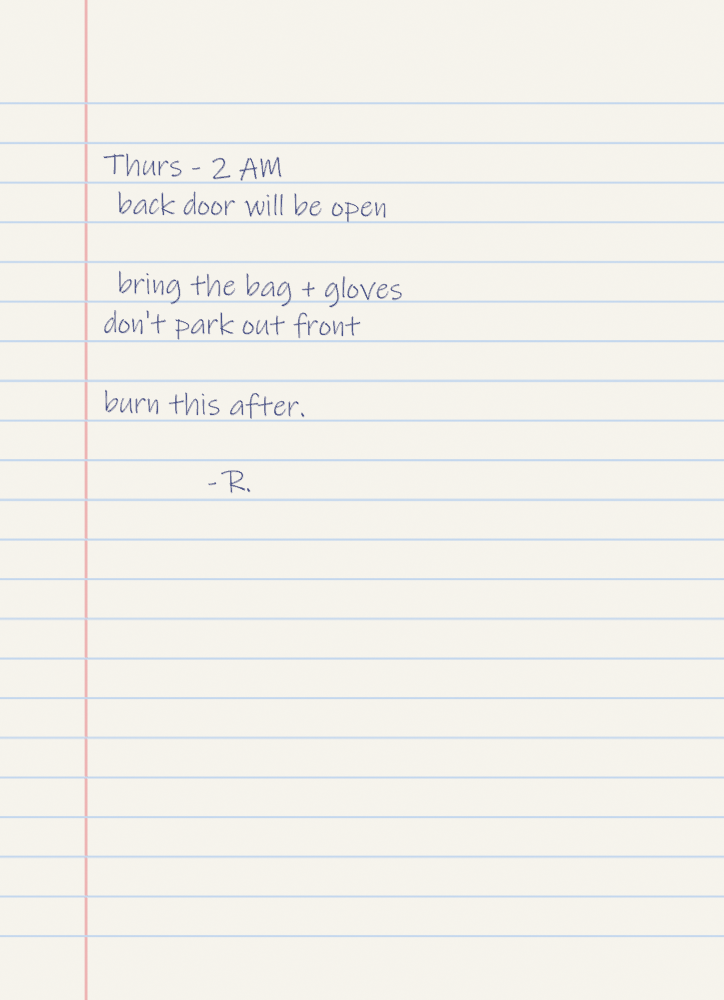 Thurs - 2 AM
back door will be open
bring the bag + gloves
don't park out front
burn this after.
- R.